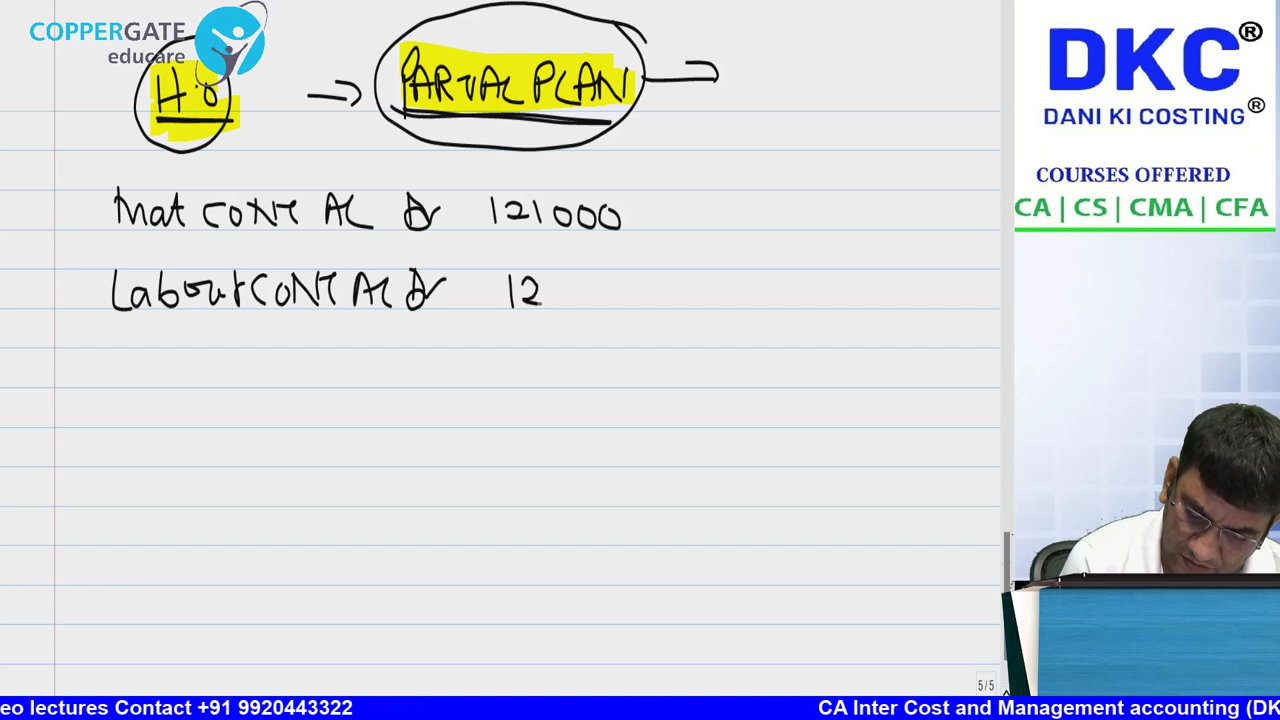 COPPERGATE
educare
H.O
⇒ PARTIAL PLAN ⇒
DKC®
DANI KI COSTING®
COURSES OFFERED
CA | CS | CMA | CFA
Mat CONT AC Dr 121000
Labour CONT AC Dr 12
5/5
eo lectures Contact +91 9920443322
CA Inter Cost and Management accounting (DK